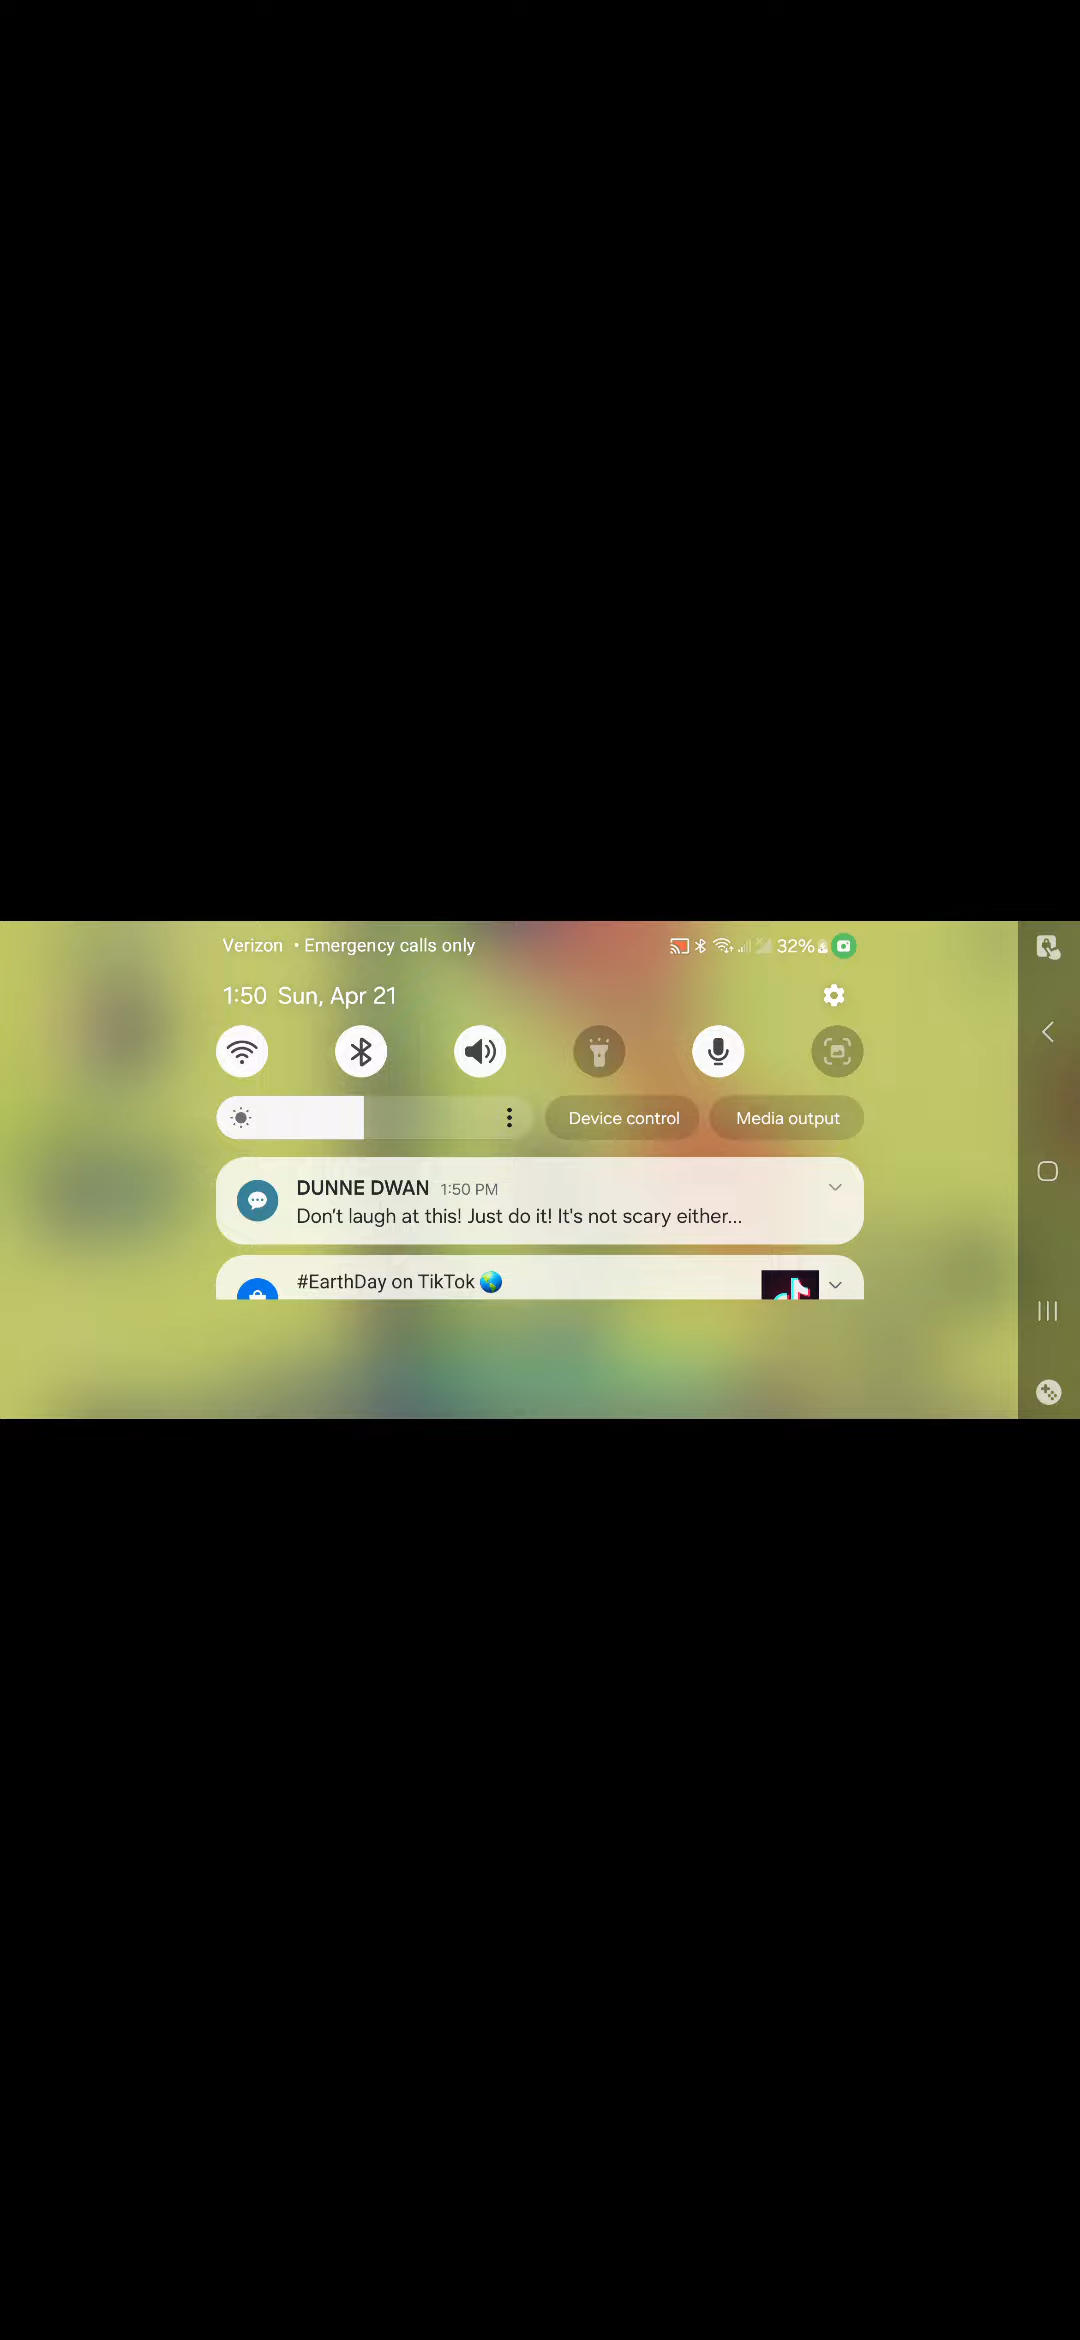 Verizon • Emergency calls only
32%
1:50 Sun, Apr 21
Device control
Media output
DUNNE DWAN 1:50 PM
Don't laugh at this! Just do it! It's not scary either...
#EarthDay on TikTok 🌎